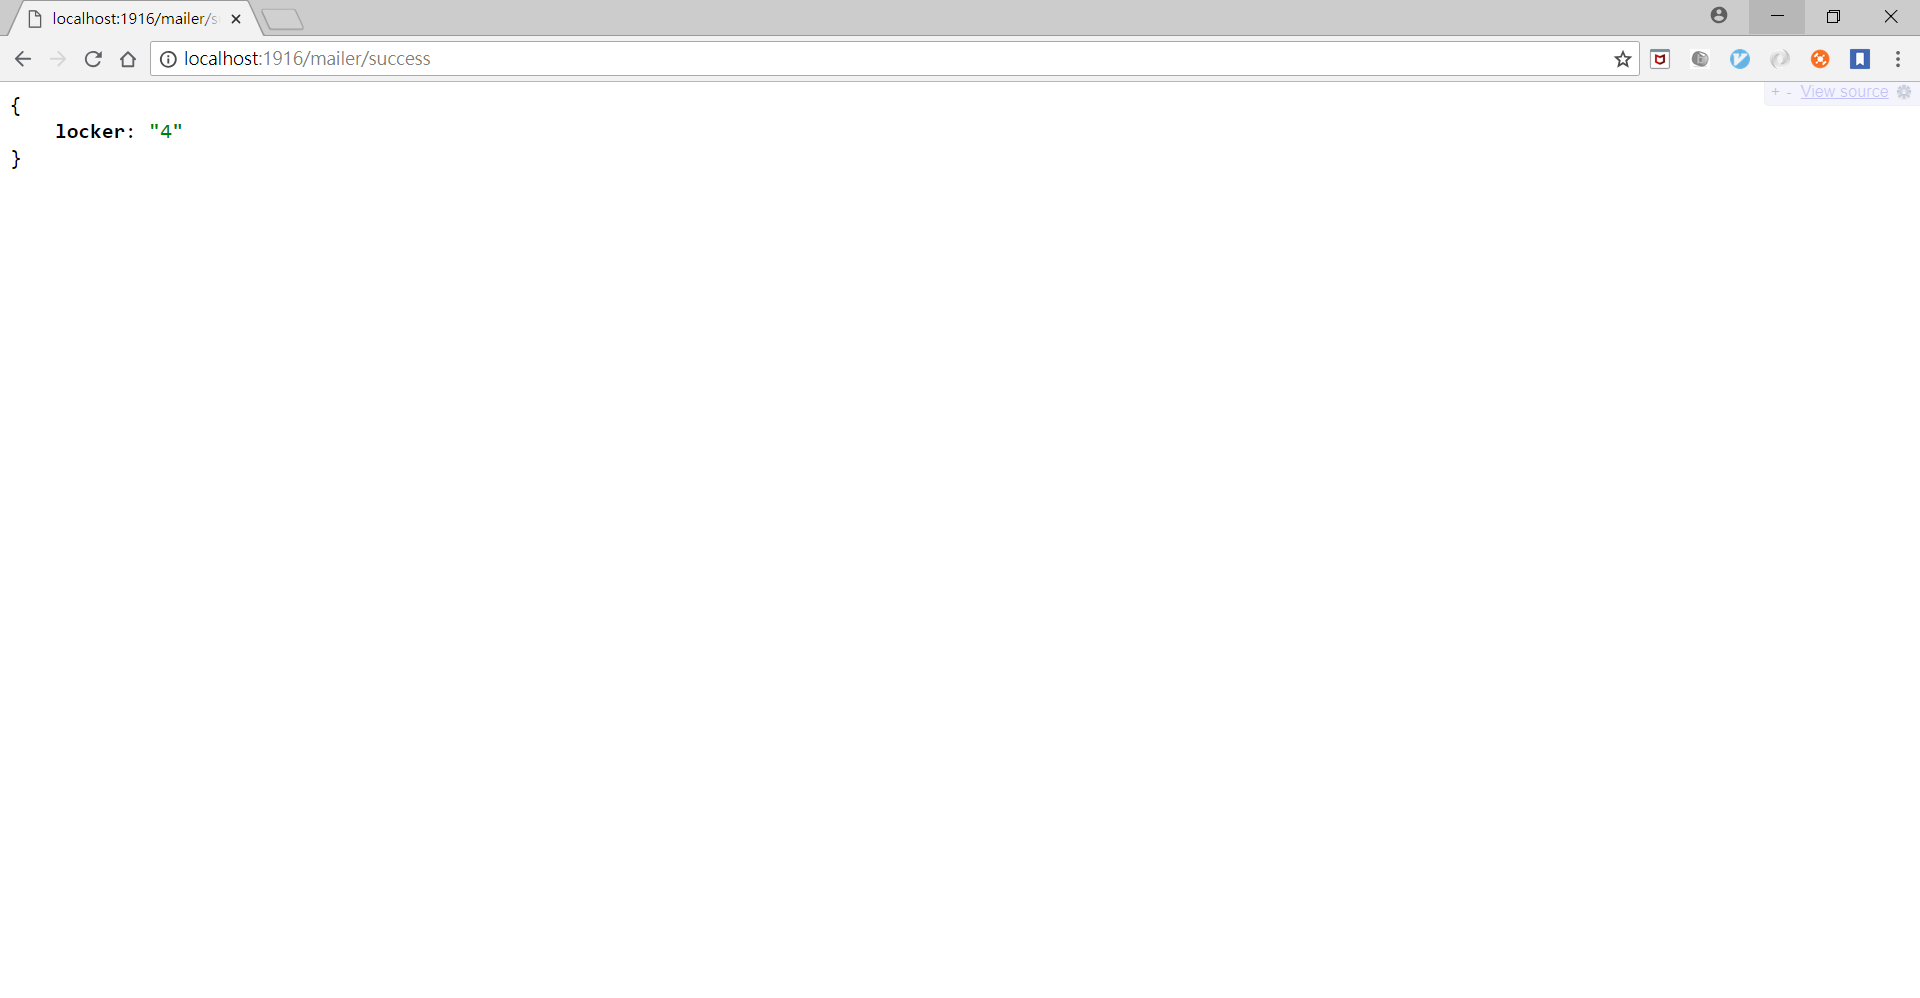 localhost:1916/mailer/s
localhost:1916/mailer/success
+ - View source
{
locker: "4"
}